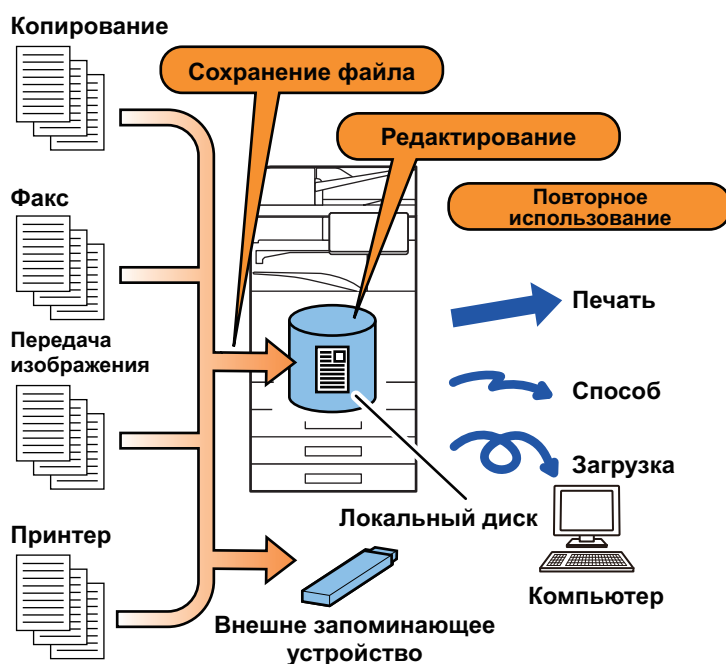 Копирование
Сохранение файла
Редактирование
Повторное
использование
Факс
Печать
Передача
изображения
Способ
Загрузка
Локальный диск
Принтер
Компьютер
Внешне запоминающее
устройство